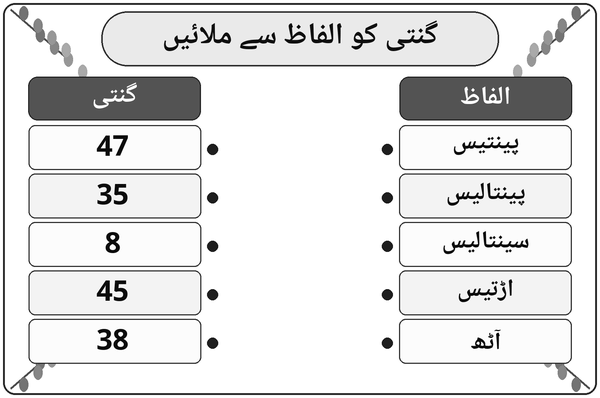 گنتی کو الفاظ سے ملائیں
الفاظ
گنتی
پینتیس
47
پینتالیس
35
سینتالیس
8
اڑتیس
45
آٹھ
38